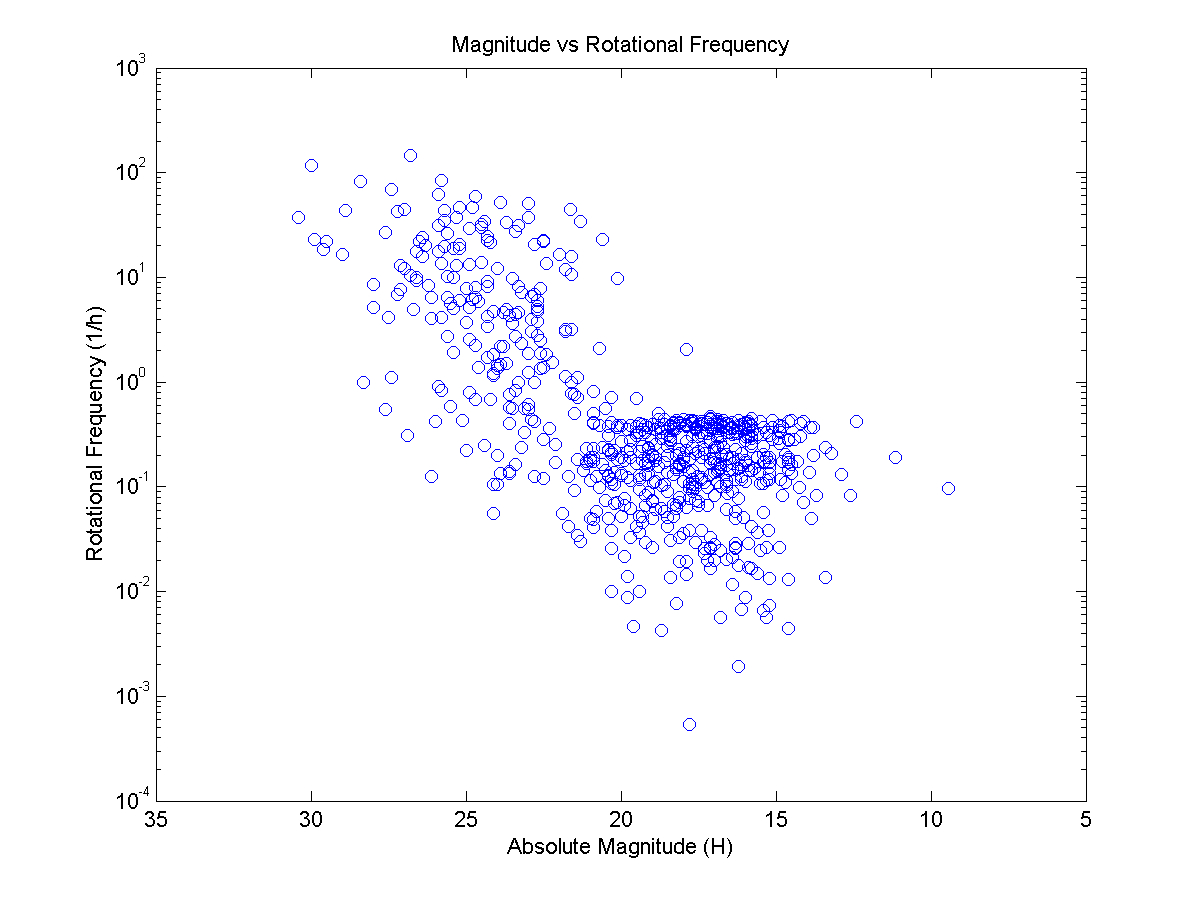 Magnitude vs Rotational Frequency
10^3
10^2
10^1
10^0
10^-1
10^-2
10^-3
10^-4
Rotational Frequency (1/h)
35 30 25 20 15 10 5
Absolute Magnitude (H)